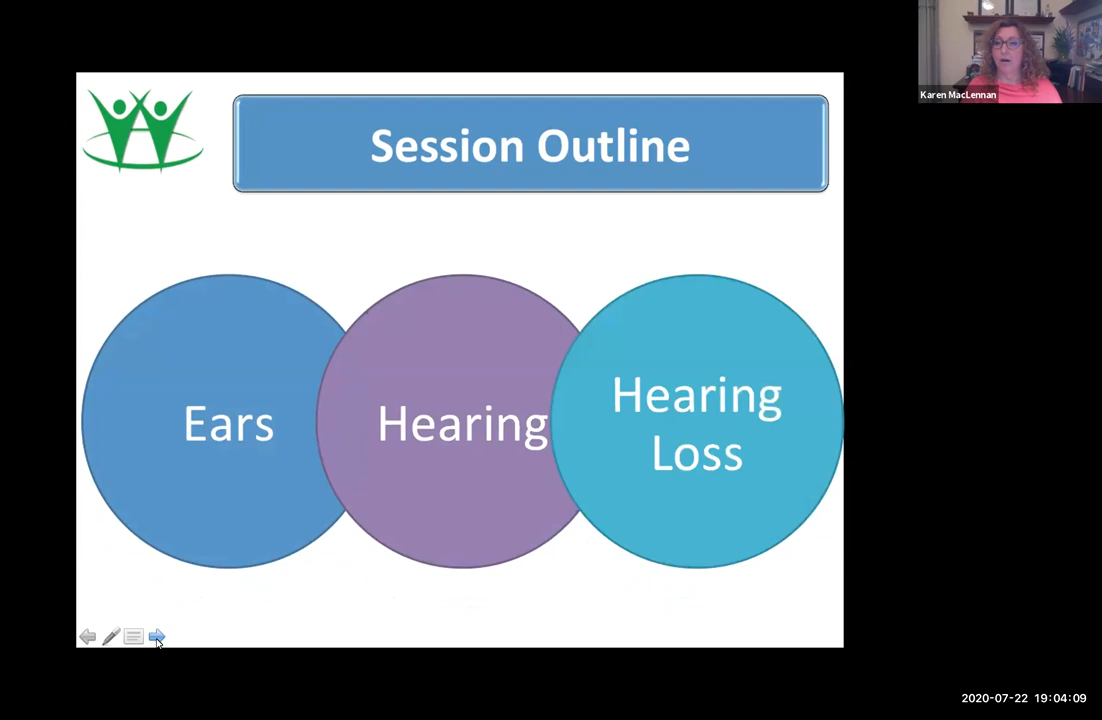 Karen MacLennan
Session Outline
Ears
Hearing
Hearing
Loss
2020-07-22 19:04:09